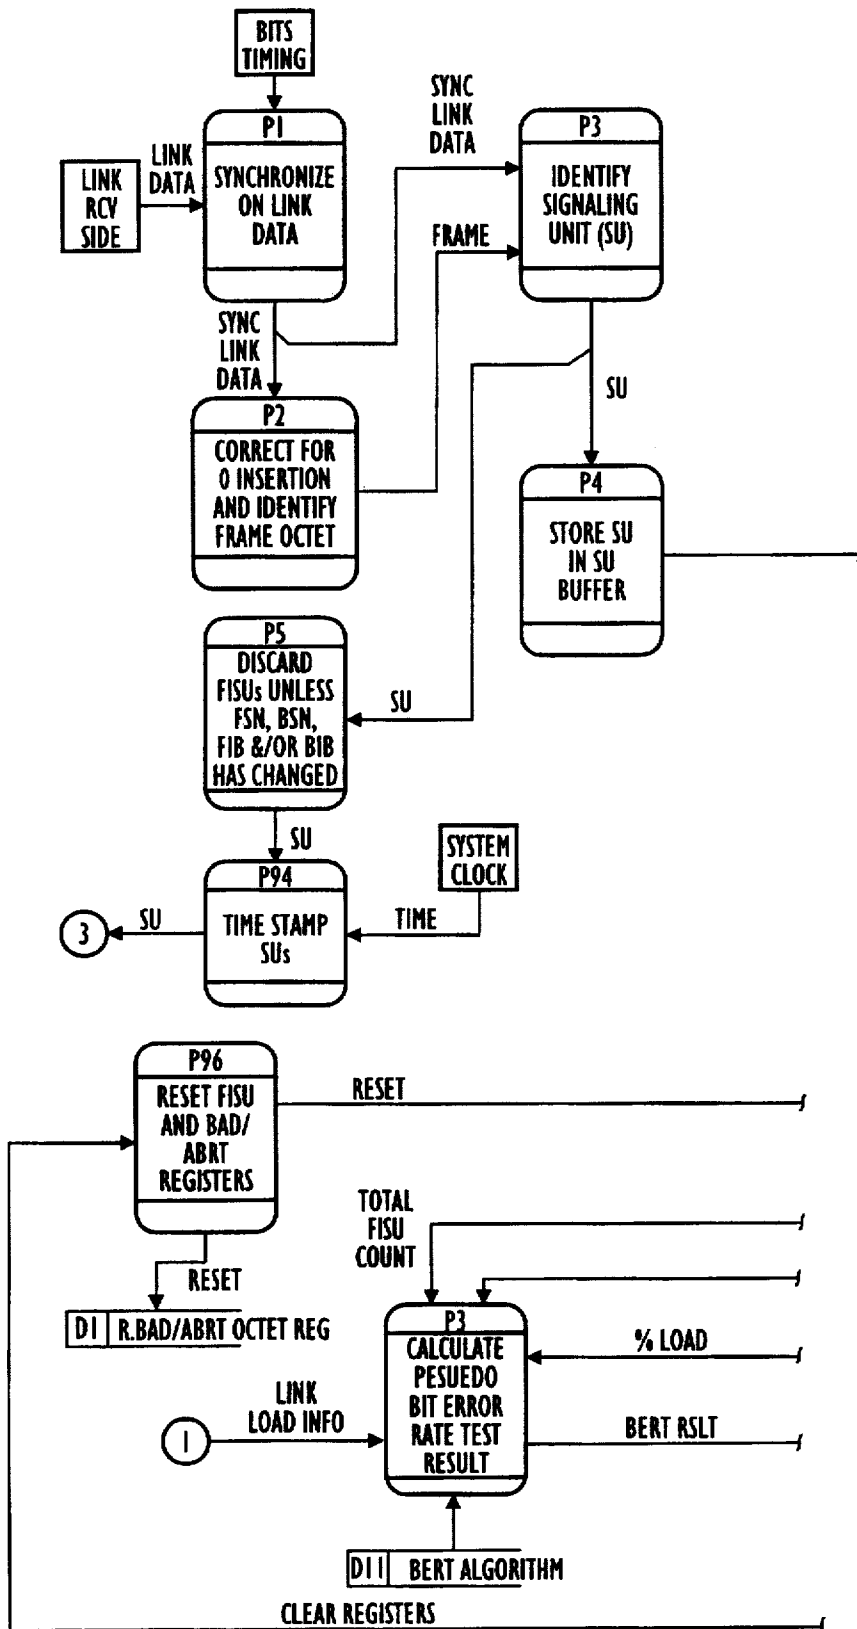 BITS
TIMING
P1
SYNCHRONIZE
ON LINK
DATA
LINK
DATA
LINK
RCV
SIDE
SYNC
LINK
DATA
P3
IDENTIFY
SIGNALING
UNIT (SU)
FRAME
SYNC
LINK
DATA
P2
CORRECT FOR
0 INSERTION
AND IDENTIFY
FRAME OCTET
SU
P4
STORE SU
IN SU
BUFFER
P5
DISCARD
FISUs UNLESS
FSN, BSN,
FIB &/OR BIB
HAS CHANGED
SU
SU
SYSTEM
CLOCK
P94
TIME STAMP
SUs
TIME
SU
3
P96
RESET FISU
AND BAD/
ABRT
REGISTERS
RESET
RESET
D1 R.BAD/ABRT OCTET REG
TOTAL
FISU
COUNT
P3
CALCULATE
PESUEDO
BIT ERROR
RATE TEST
RESULT
% LOAD
LINK
LOAD INFO
1
BERT RSLT
D11 BERT ALGORITHM
CLEAR REGISTERS